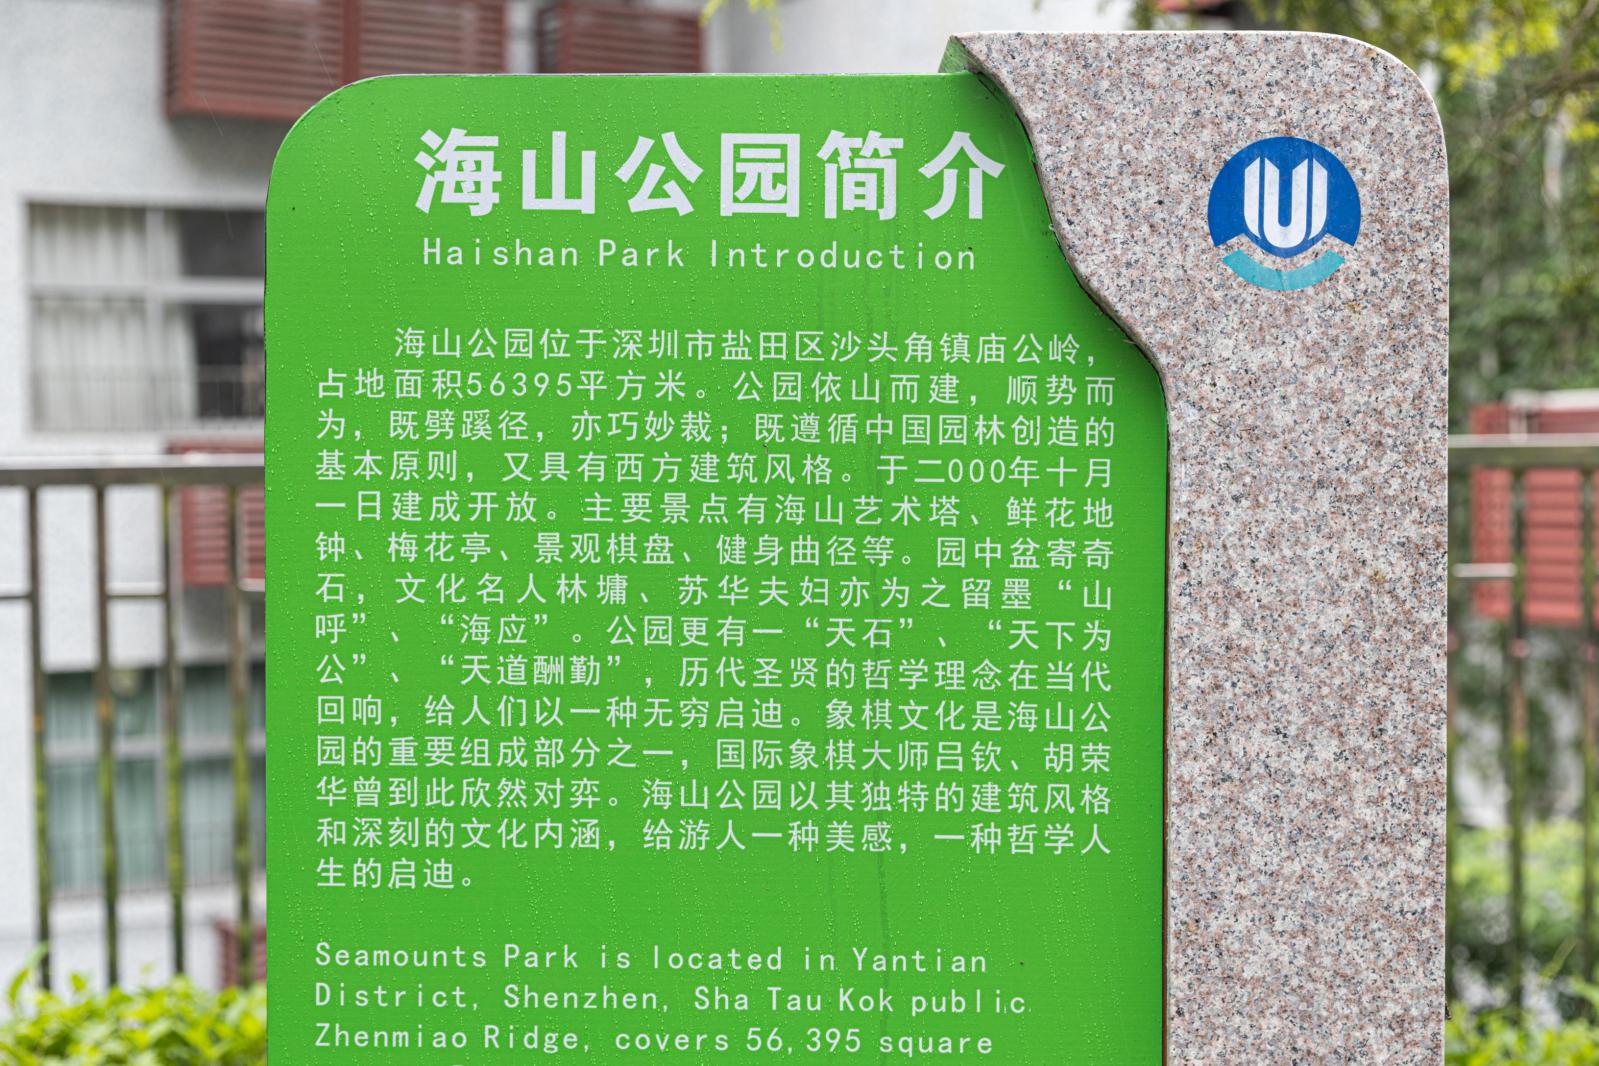 海山公园简介
Haishan Park Introduction
海山公园位于深圳市盐田区沙头角镇庙公岭，
占地面积56395平方米。公园依山而建，顺势而
为，既劈蹊径，亦巧妙裁；既遵循中国园林创造的
基本原则，又具有西方建筑风格。于二000年十月
一日建成开放。主要景点有海山艺术塔、鲜花地
钟、梅花亭、景观棋盘、健身曲径等。园中盆寄奇
石，文化名人林墉、苏华夫妇亦为之留墨“山
呼”、“海应”。公园更有一“天石”、“天下为
公”、“天道酬勤”，历代圣贤的哲学理念在当代
回响，给人们以一种无穷启迪。象棋文化是海山公
园的重要组成部分之一，国际象棋大师吕钦、胡荣
华曾到此欣然对弈。海山公园以其独特的建筑风格
和深刻的文化内涵，给游人一种美感，一种哲学人
生的启迪。
Seamounts Park is located in Yantian
District, Shenzhen, Sha Tau Kok public
Zhenmiao Ridge, covers 56,395 square